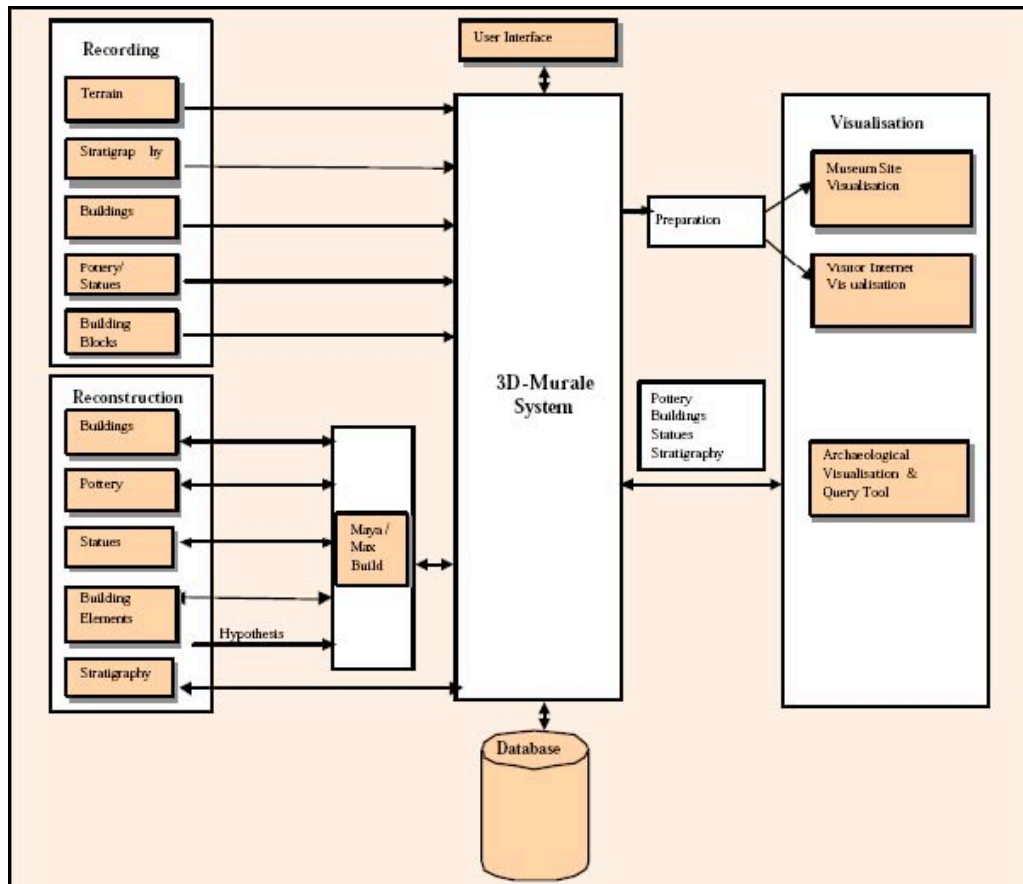 Recording
Terrain
Stratigrap hy
Buildings
Pottery/
Statues
Building
Blocks
Reconstruction
Buildings
Pottery
Statues
Building
Elements
Stratigraphy
Hypothesis
Maya /
Max
Build
User Interface
3D-Murale
System
Database
Preparation
Pottery
Buildings
Statues
Stratigraphy
Visualisation
Museum Site
Visualisation
Visitor Internet
Vis ualisation
Archaeological
Visualisation &
Query Tool